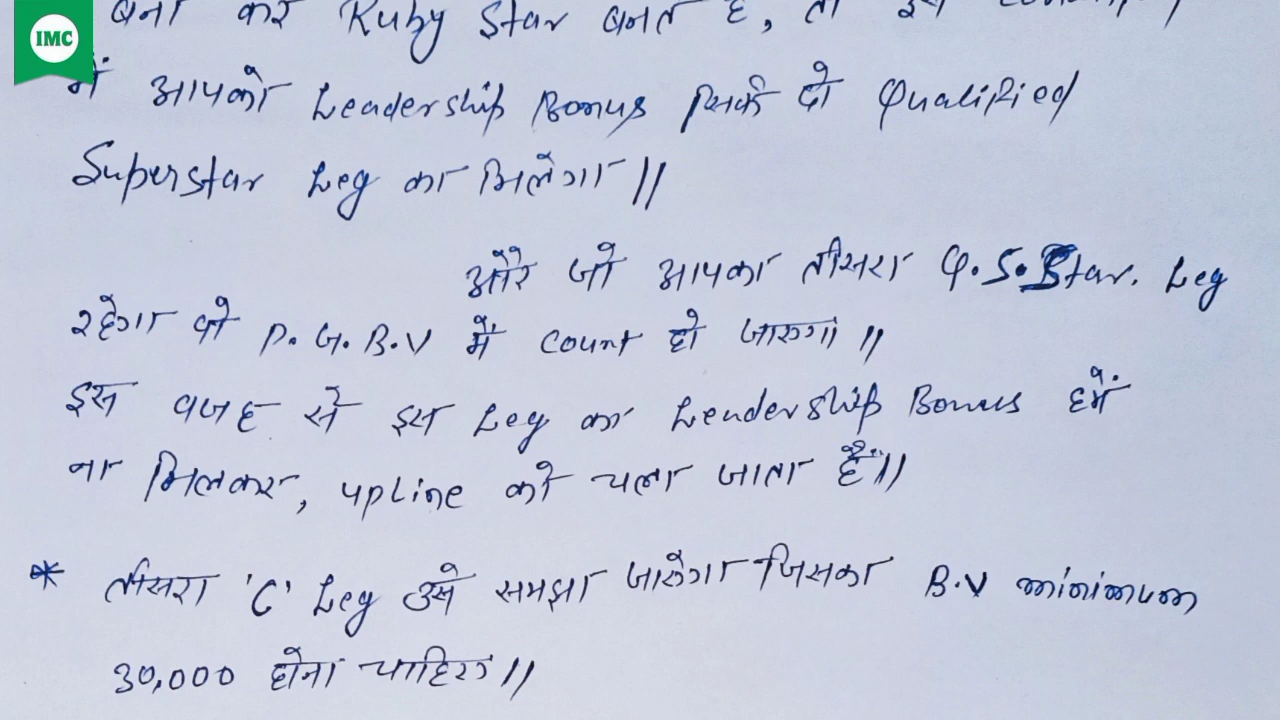 IMC
बना कर Ruby Star बनते है, तो इस
में आपको Leadership Bonus सिर्फ दो Qualified
Superstar Leg का मिलेगा ||
और जो आपका तीसरा Q.S.Star. Leg
रहेगा वो P.G.B.V में count हो जाएगा ||
इस वजह से इस Leg का Leadership Bonus हमें
ना मिलकर, upline को चला जाता हैं ||
* तीसरा 'C' Leg उसे समझा जाएेगा जिसका B.V minimum
30,000 होना चाहिए ||